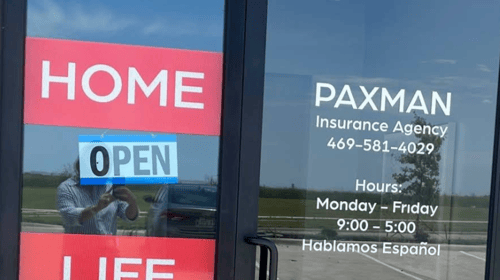 HOME
OPEN
LIFE
PAXMAN
Insurance Agency
469-581-4029
Hours:
Monday - Friday
9:00 - 5:00
Hablamos Español